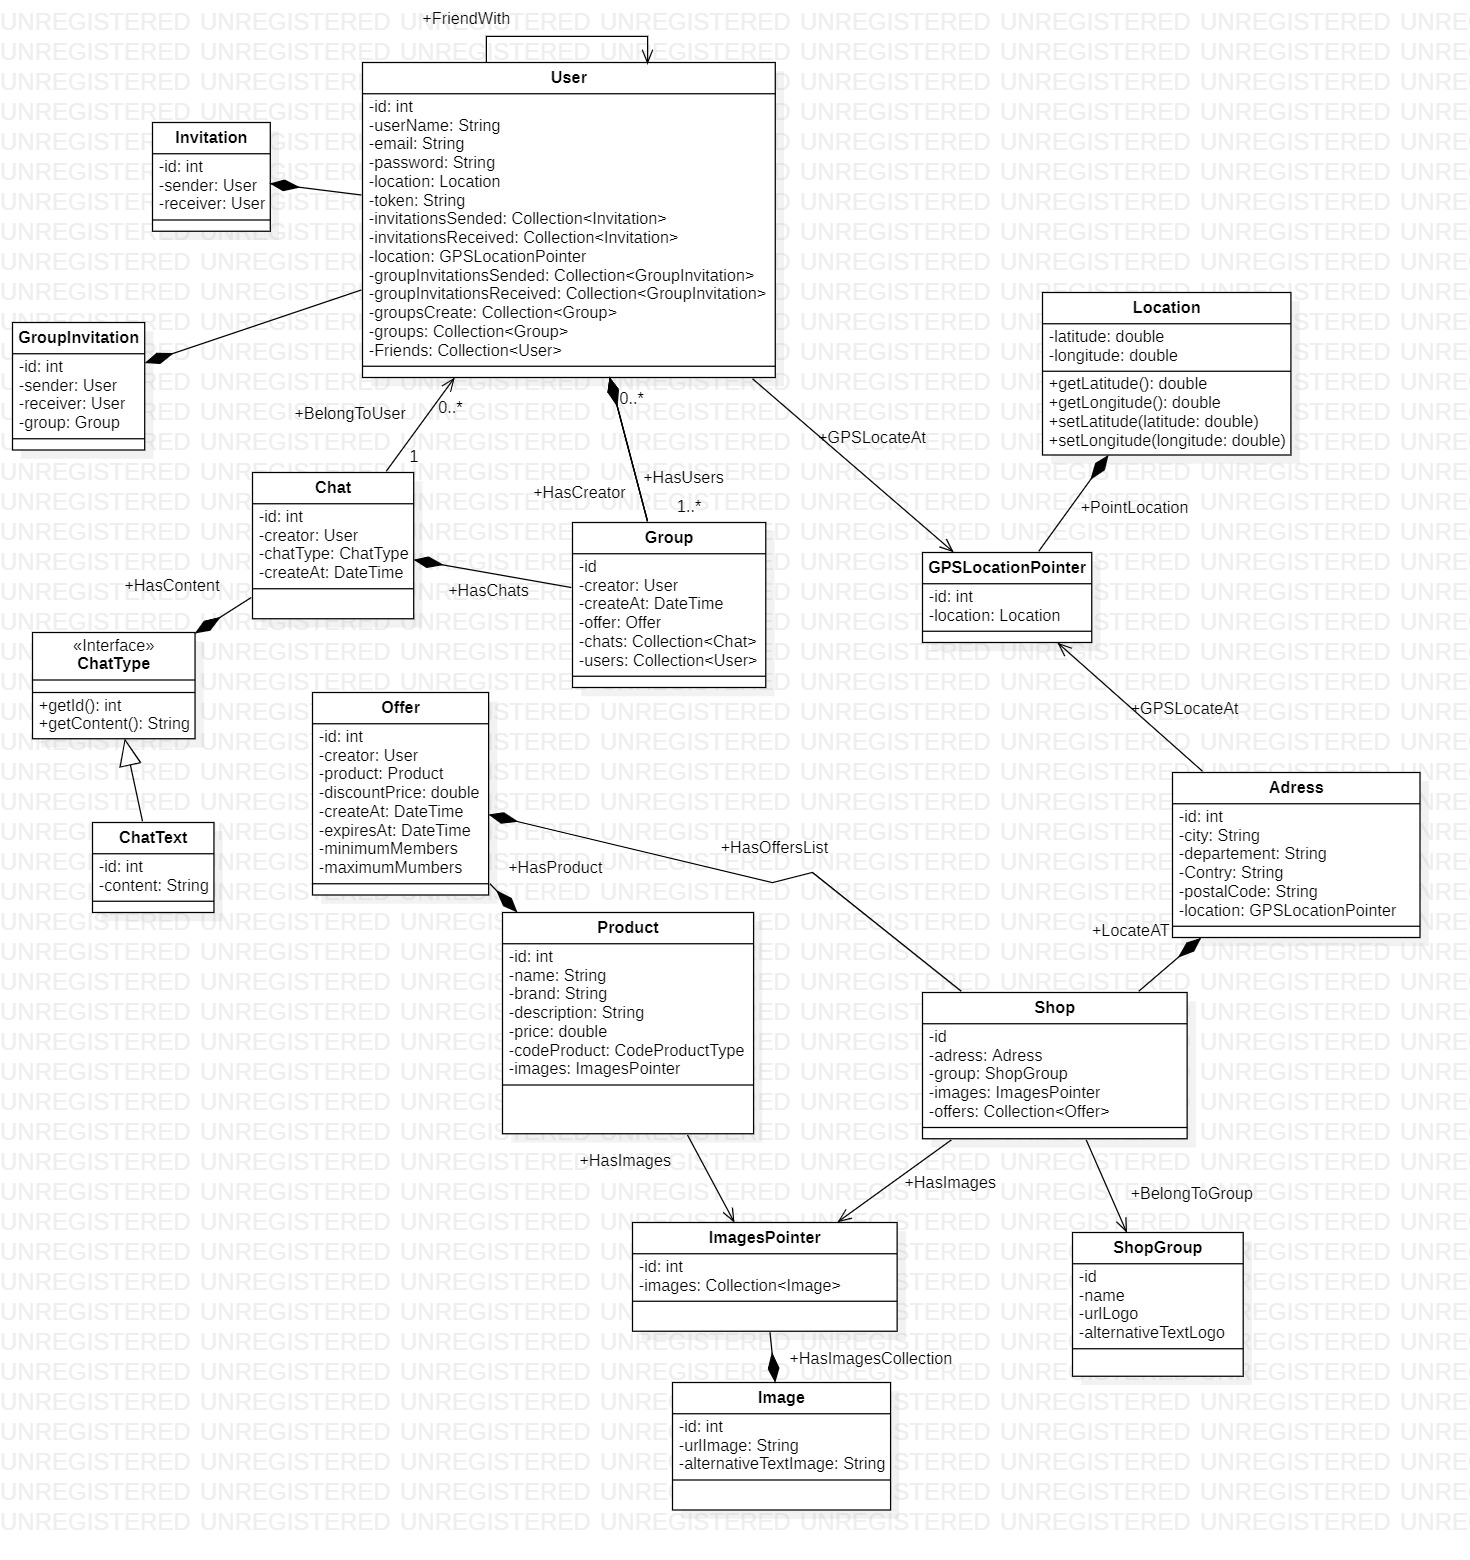 +FriendWith
User
-id: int
-userName: String
-email: String
-password: String
-location: Location
-token: String
-invitationsSended: Collection<Invitation>
-invitationsReceived: Collection<Invitation>
-location: GPSLocationPointer
-groupInvitationsSended: Collection<GroupInvitation>
-groupInvitationsReceived: Collection<GroupInvitation>
-groupsCreate: Collection<Group>
-groups: Collection<Group>
-Friends: Collection<User>
Invitation
-id: int
-sender: User
-receiver: User
GroupInvitation
-id: int
-sender: User
-receiver: User
-group: Group
Location
-latitude: double
-longitude: double
+getLatitude(): double
+getLongitude(): double
+setLatitude(latitude: double)
+setLongitude(longitude: double)
+BelongToUser
0..*
1
0..*
+HasCreator
+HasUsers
1..*
+GPSLocateAt
+PointLocation
Chat
-id: int
-creator: User
-chatType: ChatType
-createAt: DateTime
+HasChats
Group
-id
-creator: User
-createAt: DateTime
-offer: Offer
-chats: Collection<Chat>
-users: Collection<User>
GPSLocationPointer
-id: int
-location: Location
+HasContent
«Interface»
ChatType
+getId(): int
+getContent(): String
ChatText
-id: int
-content: String
Offer
-id: int
-creator: User
-product: Product
-discountPrice: double
-createAt: DateTime
-expiresAt: DateTime
-minimumMembers
-maximumMumbers
+GPSLocateAt
Adress
-id: int
-city: String
-departement: String
-Contry: String
-postalCode: String
-location: GPSLocationPointer
+HasOffersList
+HasProduct
+LocateAT
Product
-id: int
-name: String
-brand: String
-description: String
-price: double
-codeProduct: CodeProductType
-images: ImagesPointer
Shop
-id
-adress: Adress
-group: ShopGroup
-images: ImagesPointer
-offers: Collection<Offer>
+HasImages
+HasImages
+BelongToGroup
ImagesPointer
-id: int
-images: Collection<Image>
ShopGroup
-id
-name
-urlLogo
-alternativeTextLogo
+HasImagesCollection
Image
-id: int
-urlImage: String
-alternativeTextImage: String
UNREGISTERED